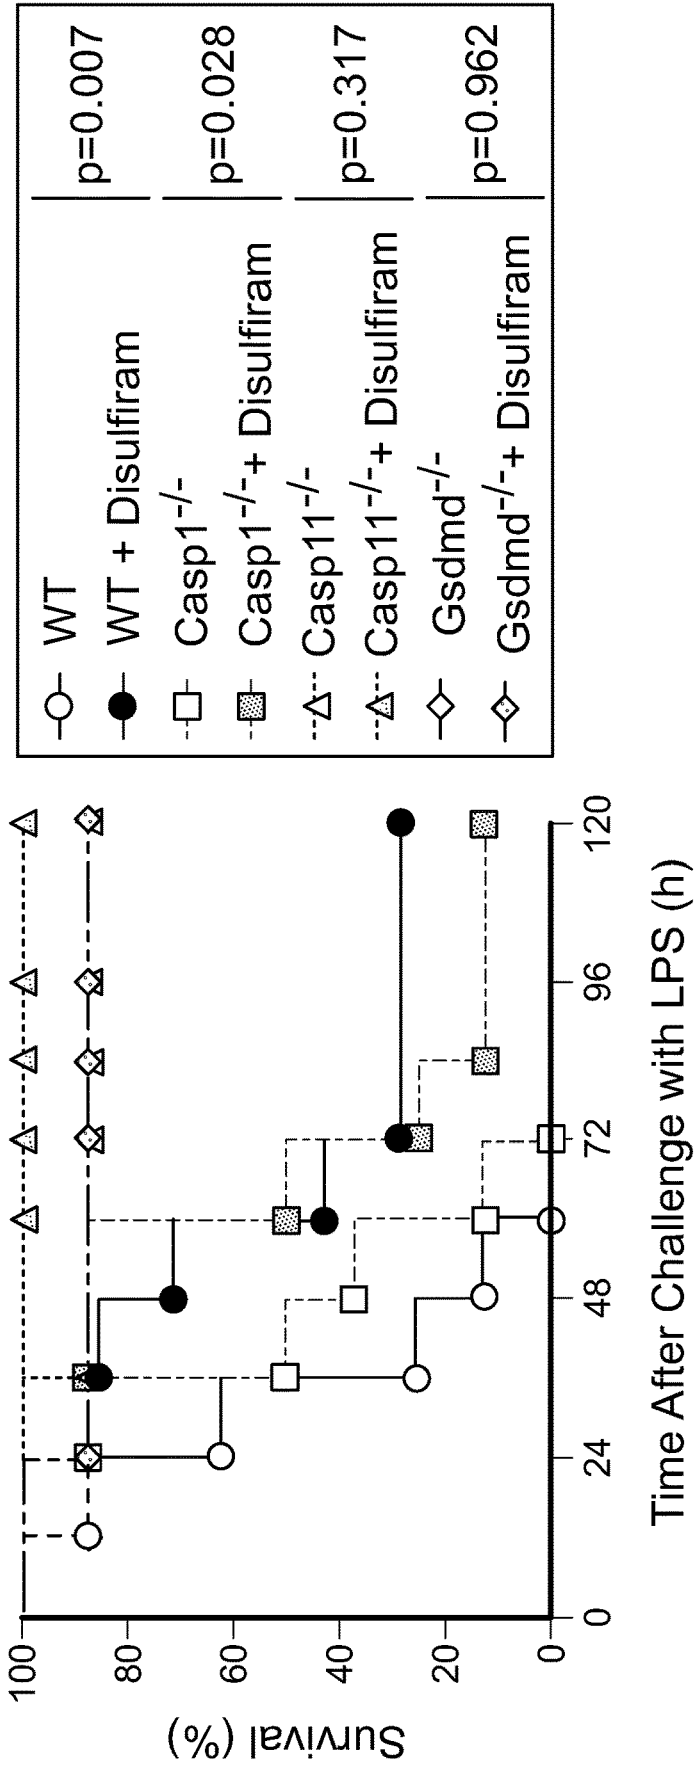 Survival (%)
100
80
60
40
20
0
0
24
48
72
96
120
Time After Challenge with LPS (h)
WT
WT + Disulfiram
p=0.007
Casp1-/-
Casp1-/-+ Disulfiram
p=0.028
Casp11-/-
Casp11-/-+ Disulfiram
p=0.317
Gsdmd-/-
Gsdmd-/-+ Disulfiram
p=0.962